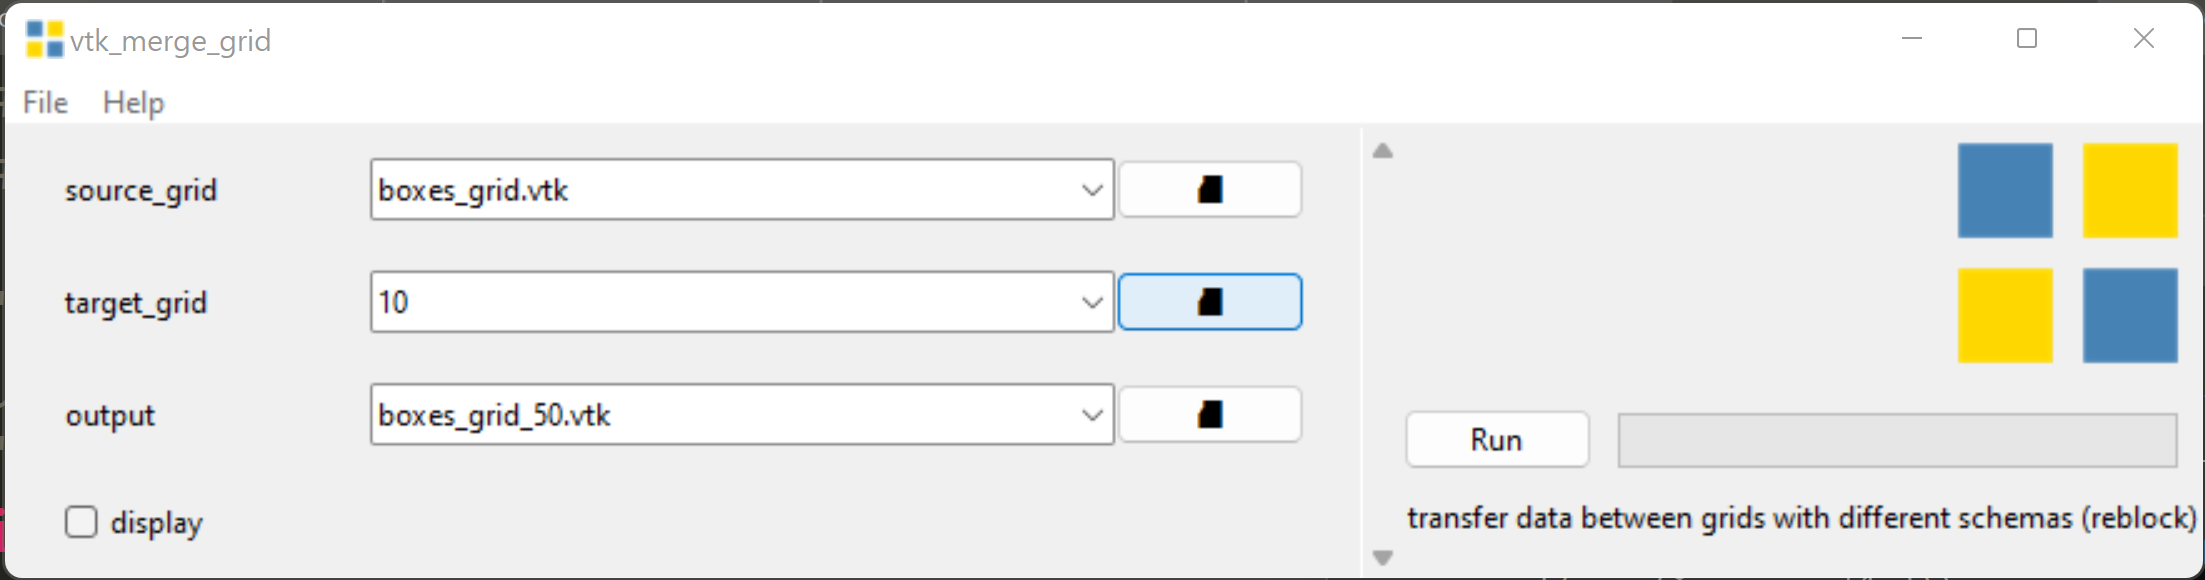 vtk_merge_grid
File Help
source_grid boxes_grid.vtk
target_grid 10
output boxes_grid_50.vtk
display
Run
transfer data between grids with different schemas (reblock)